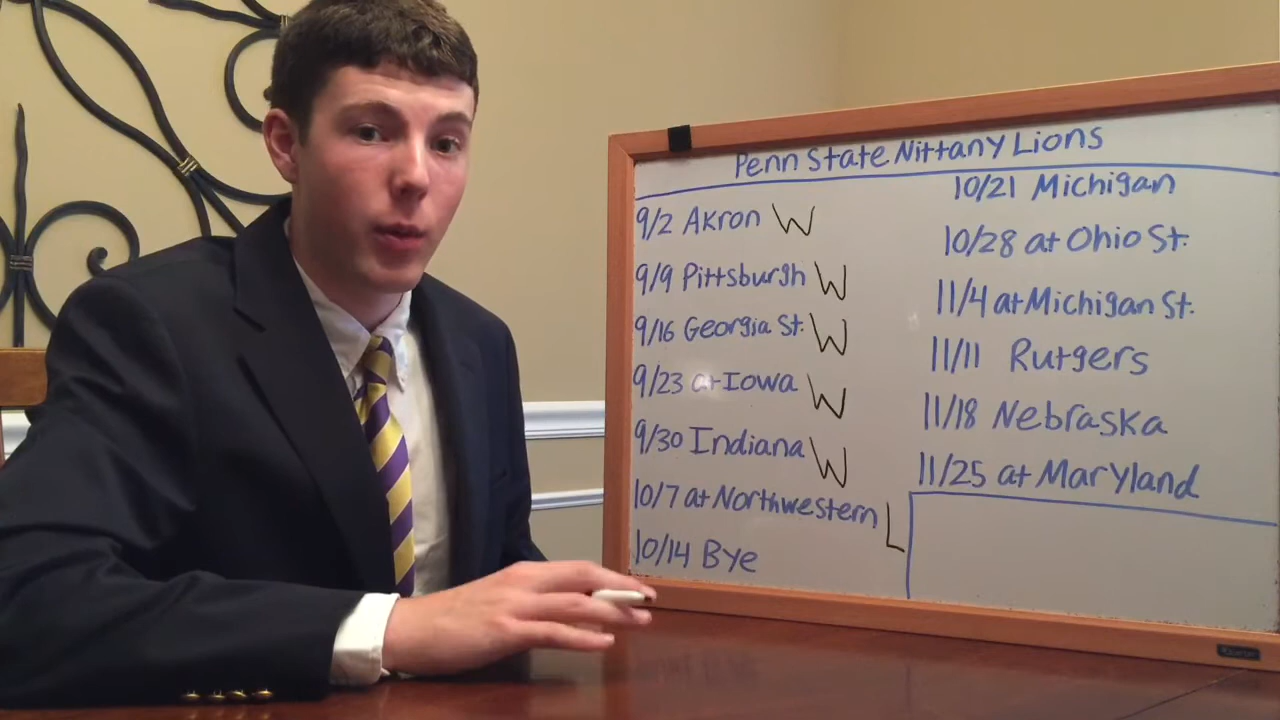 Penn State Nittany Lions
9/2 Akron W
9/9 Pittsburgh W
9/16 Georgia St. W
9/23 at Iowa W
9/30 Indiana W
10/7 at Northwestern L
10/14 Bye
10/21 Michigan
10/28 at Ohio St.
11/4 at Michigan St.
11/11 Rutgers
11/18 Nebraska
11/25 at Maryland